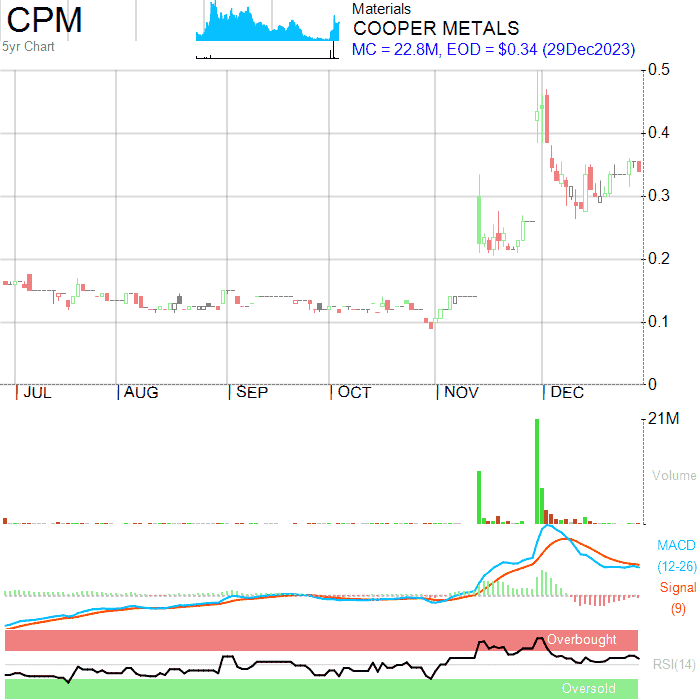 CPM
5yr Chart
Materials
COOPER METALS
MC = 22.8M, EOD = $0.34 (29Dec2023)
0.5
0.4
0.3
0.2
0.1
0
JUL
AUG
SEP
OCT
NOV
DEC
21M
Volume
MACD
(12-26)
Signal
(9)
Overbought
RSI(14)
Oversold